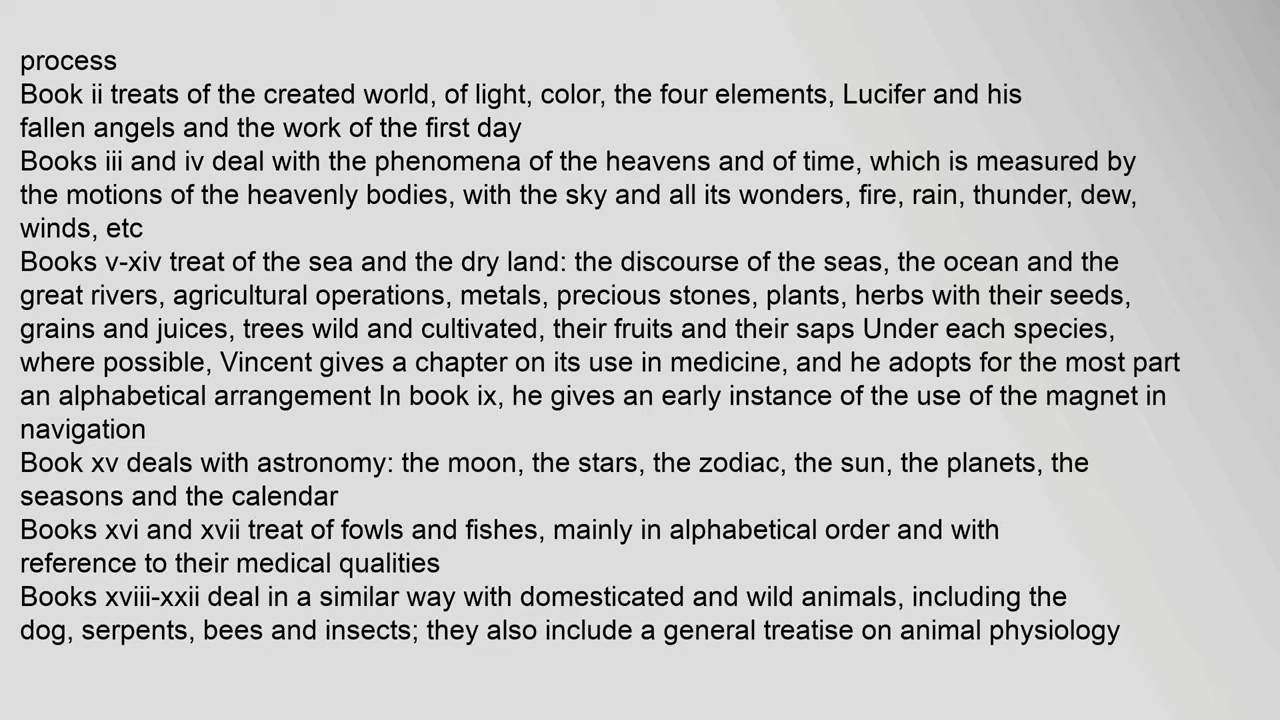 process
Book ii treats of the created world, of light, color, the four elements, Lucifer and his
fallen angels and the work of the first day
Books iii and iv deal with the phenomena of the heavens and of time, which is measured by
the motions of the heavenly bodies, with the sky and all its wonders, fire, rain, thunder, dew,
winds, etc
Books v-xiv treat of the sea and the dry land: the discourse of the seas, the ocean and the
great rivers, agricultural operations, metals, precious stones, plants, herbs with their seeds,
grains and juices, trees wild and cultivated, their fruits and their saps Under each species,
where possible, Vincent gives a chapter on its use in medicine, and he adopts for the most part
an alphabetical arrangement In book ix, he gives an early instance of the use of the magnet in
navigation
Book xv deals with astronomy: the moon, the stars, the zodiac, the sun, the planets, the
seasons and the calendar
Books xvi and xvii treat of fowls and fishes, mainly in alphabetical order and with
reference to their medical qualities
Books xviii-xxii deal in a similar way with domesticated and wild animals, including the
dog, serpents, bees and insects; they also include a general treatise on animal physiology